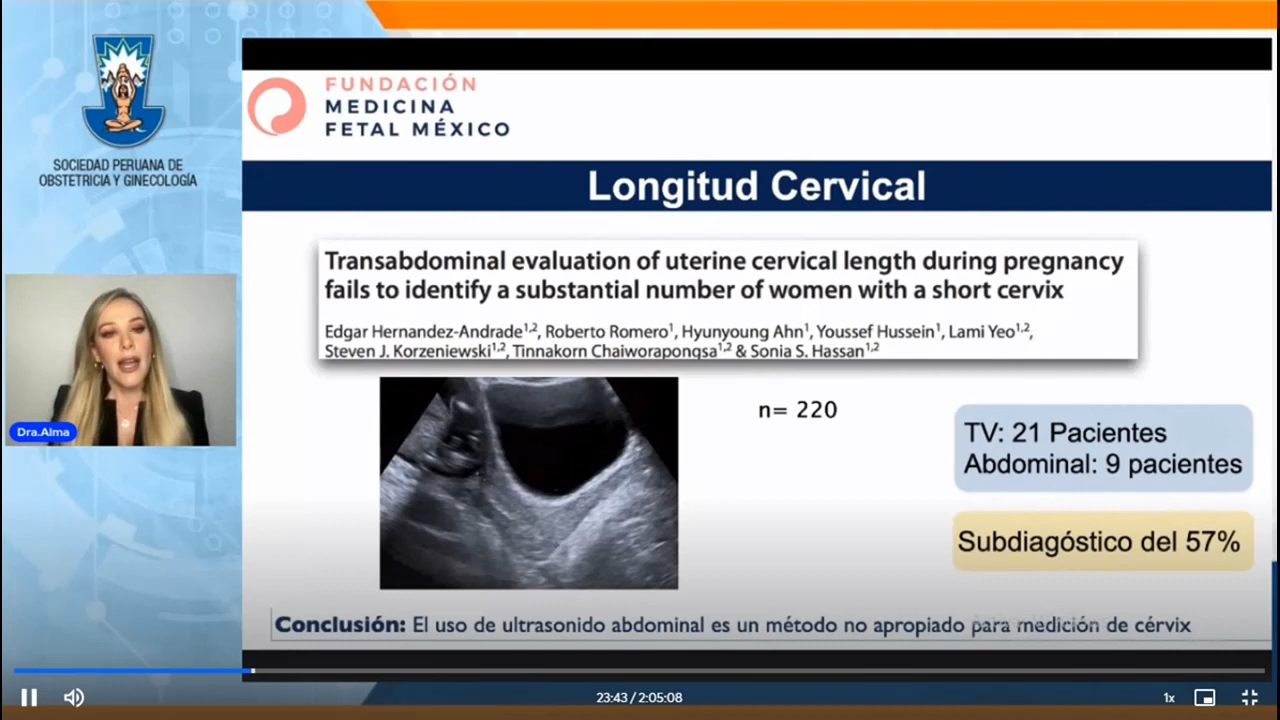 SOCIEDAD PERUANA DE
OBSTETRICIA Y GINECOLOGÍA
Dra.Alma
FUNDACIÓN
MEDICINA
FETAL MÉXICO
Longitud Cervical
Transabdominal evaluation of uterine cervical length during pregnancy
fails to identify a substantial number of women with a short cervix
Edgar Hernandez-Andrade1,2, Roberto Romero1, Hyunyoung Ahn1, Youssef Hussein1, Lami Yeo1,2,
Steven J. Korzeniewski1,2, Tinnakorn Chaiworapongsa1,2 & Sonia S. Hassan1,2
n= 220
TV: 21 Pacientes
Abdominal: 9 pacientes
Subdiagóstico del 57%
Conclusión: El uso de ultrasonido abdominal es un método no apropiado para medición de cérvix
23:43 / 2:05:08
1x